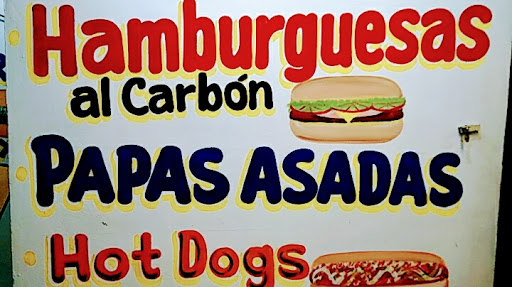 Hamburguesas
al Carbón
PAPAS ASADAS
Hot Dogs